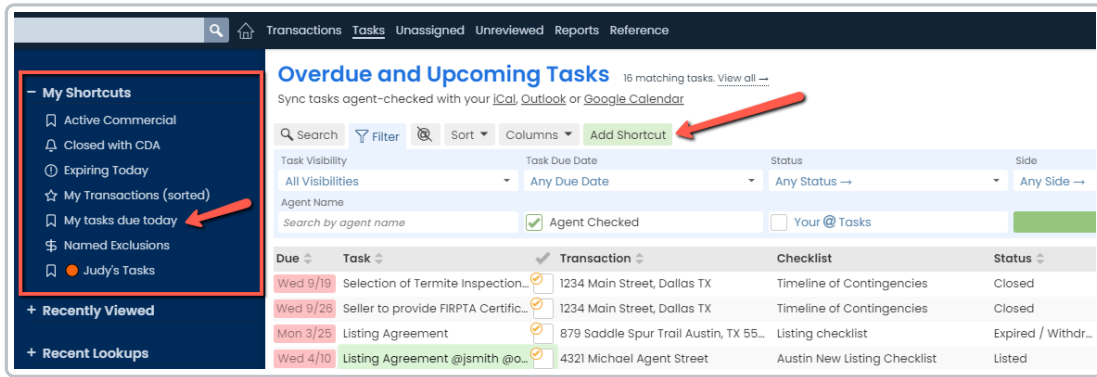 Transactions Tasks Unassigned Unreviewed Reports Reference
− My Shortcuts
Active Commercial
Closed with CDA
Expiring Today
My Transactions (sorted)
My tasks due today
Named Exclusions
Judy's Tasks
+ Recently Viewed
+ Recent Lookups
Overdue and Upcoming Tasks 16 matching tasks. View all →
Sync tasks agent-checked with your iCal, Outlook or Google Calendar
Search Filter @ Sort Columns Add Shortcut
Task Visibility Task Due Date Status Side
All Visibilities Any Due Date Any Status → Any Side →
Agent Name
Search by agent name Agent Checked Your @ Tasks
Due Task Transaction Checklist Status
Wed 9/19 Selection of Termite Inspection... 1234 Main Street, Dallas TX Timeline of Contingencies Closed
Wed 9/26 Seller to provide FIRPTA Certific... 1234 Main Street, Dallas TX Timeline of Contingencies Closed
Mon 3/25 Listing Agreement 879 Saddle Spur Trail Austin, TX 55... Listing checklist Expired / Withdr
Wed 4/10 Listing Agreement @jsmith @o... 4321 Michael Agent Street Austin New Listing Checklist Listed